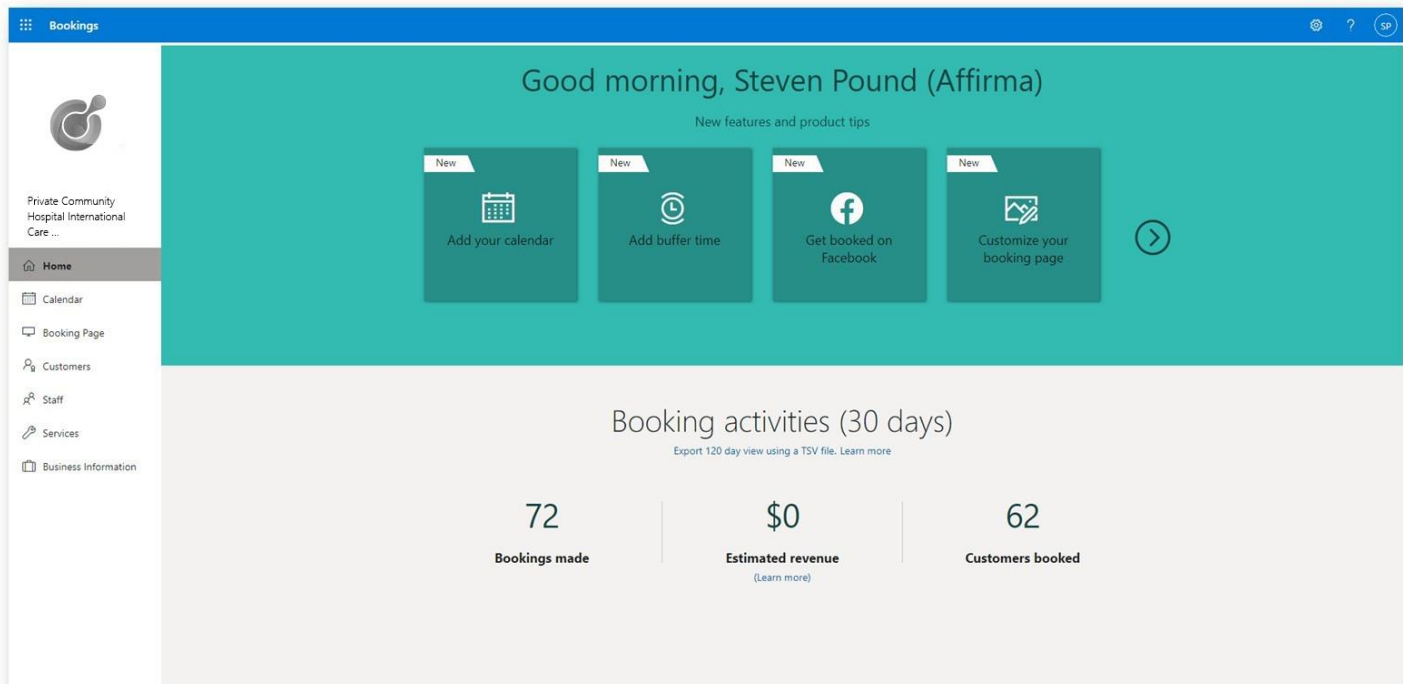 Bookings
?
SP
Private Community
Hospital International
Care ...
Home
Calendar
Booking Page
Customers
Staff
Services
Business Information
Good morning, Steven Pound (Affirma)
New features and product tips
New
Add your calendar
New
Add buffer time
New
Get booked on
Facebook
New
Customize your
booking page
Booking activities (30 days)
Export 120 day view using a TSV file. Learn more
72
Bookings made
$0
Estimated revenue
(Learn more)
62
Customers booked